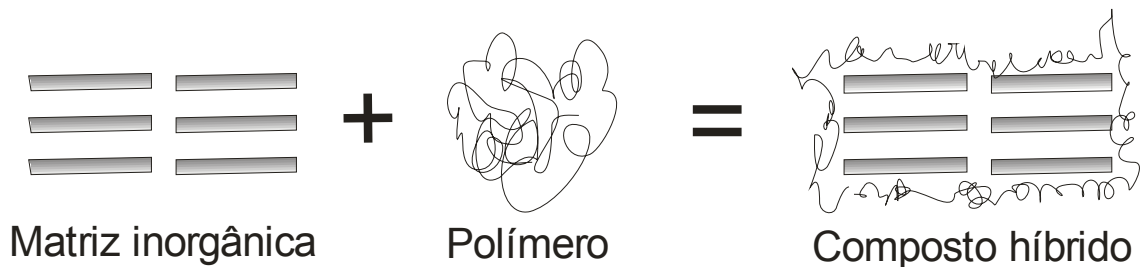 +
=
Matriz inorgânica
Polímero
Composto híbrido